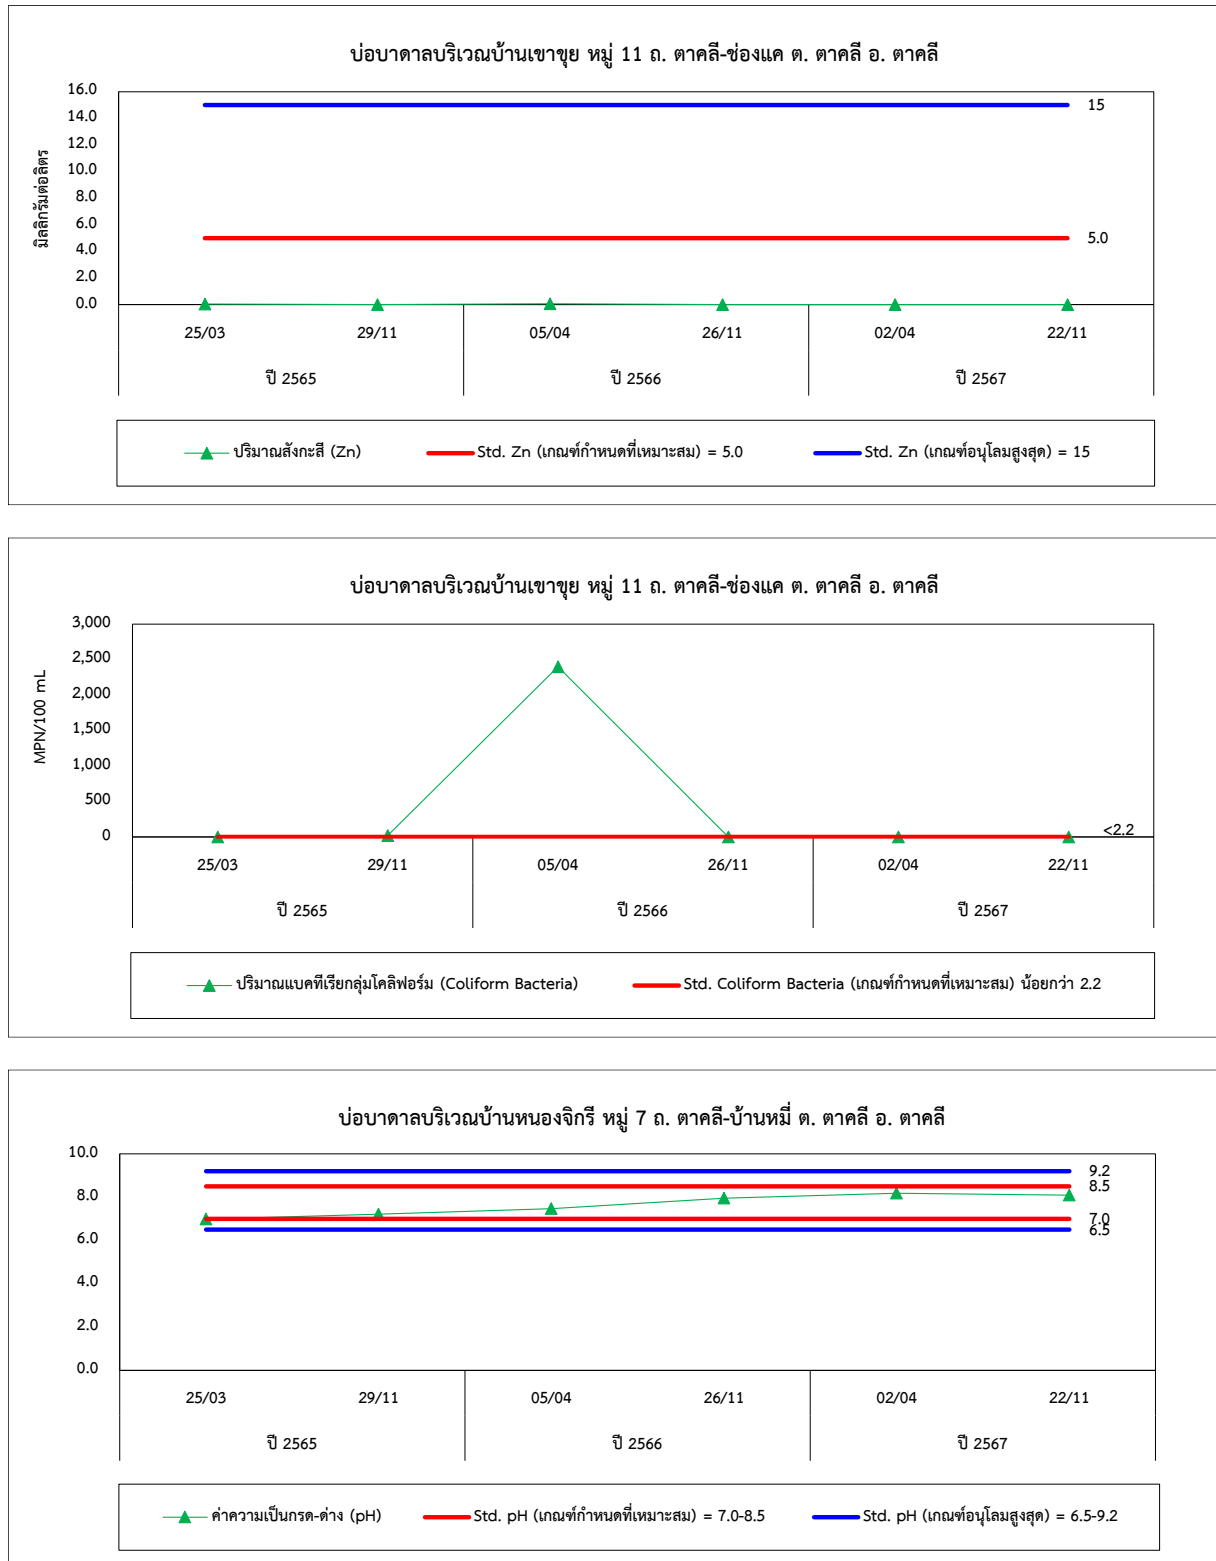 บ่อบาดาลบริเวณบ้านเขาขุย หมู่ 11 ถ. ตาคลี-ช่องแค ต. ตาคลี อ. ตาคลี
มิลลิกรัมต่อลิตร
16.0
14.0
12.0
10.0
8.0
6.0
4.0
2.0
0.0
15
5.0
25/03 29/11 05/04 26/11 02/04 22/11
ปี 2565 ปี 2566 ปี 2567
ปริมาณสังกะสี (Zn) Std. Zn (เกณฑ์กำหนดที่เหมาะสม) = 5.0 Std. Zn (เกณฑ์อนุโลมสูงสุด) = 15
บ่อบาดาลบริเวณบ้านเขาขุย หมู่ 11 ถ. ตาคลี-ช่องแค ต. ตาคลี อ. ตาคลี
MPN/100 mL
3,000
2,500
2,000
1,500
1,000
500
0
<2.2
25/03 29/11 05/04 26/11 02/04 22/11
ปี 2565 ปี 2566 ปี 2567
ปริมาณแบคทีเรียกลุ่มโคลิฟอร์ม (Coliform Bacteria) Std. Coliform Bacteria (เกณฑ์กำหนดที่เหมาะสม) น้อยกว่า 2.2
บ่อบาดาลบริเวณบ้านหนองจิกรี หมู่ 7 ถ. ตาคลี-บ้านหมี่ ต. ตาคลี อ. ตาคลี
10.0
8.0
6.0
4.0
2.0
0.0
9.2
8.5
7.0
6.5
25/03 29/11 05/04 26/11 02/04 22/11
ปี 2565 ปี 2566 ปี 2567
ค่าความเป็นกรด-ด่าง (pH) Std. pH (เกณฑ์กำหนดที่เหมาะสม) = 7.0-8.5 Std. pH (เกณฑ์อนุโลมสูงสุด) = 6.5-9.2